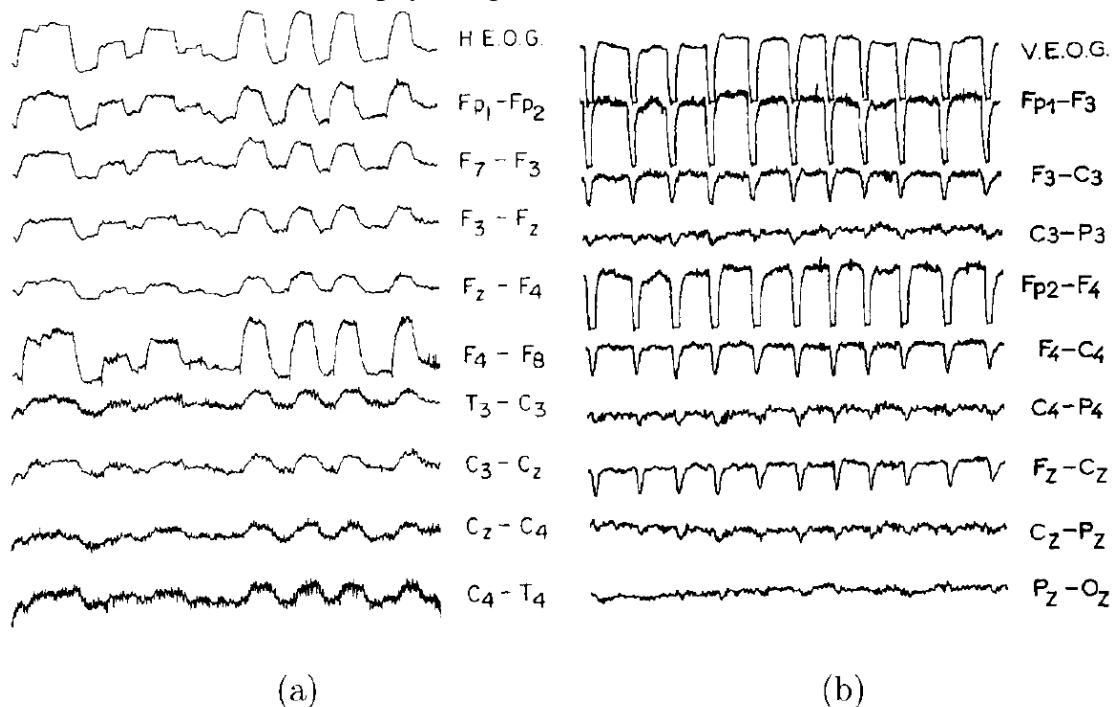 H.E.O.G.
Fp1-Fp2
F7-F3
F3-Fz
Fz-F4
F4-F8
T3-C3
C3-Cz
Cz-C4
C4-T4
(a)
V.E.O.G.
Fp1-F3
F3-C3
C3-P3
Fp2-F4
F4-C4
C4-P4
Fz-Cz
Cz-Pz
Pz-Oz
(b)